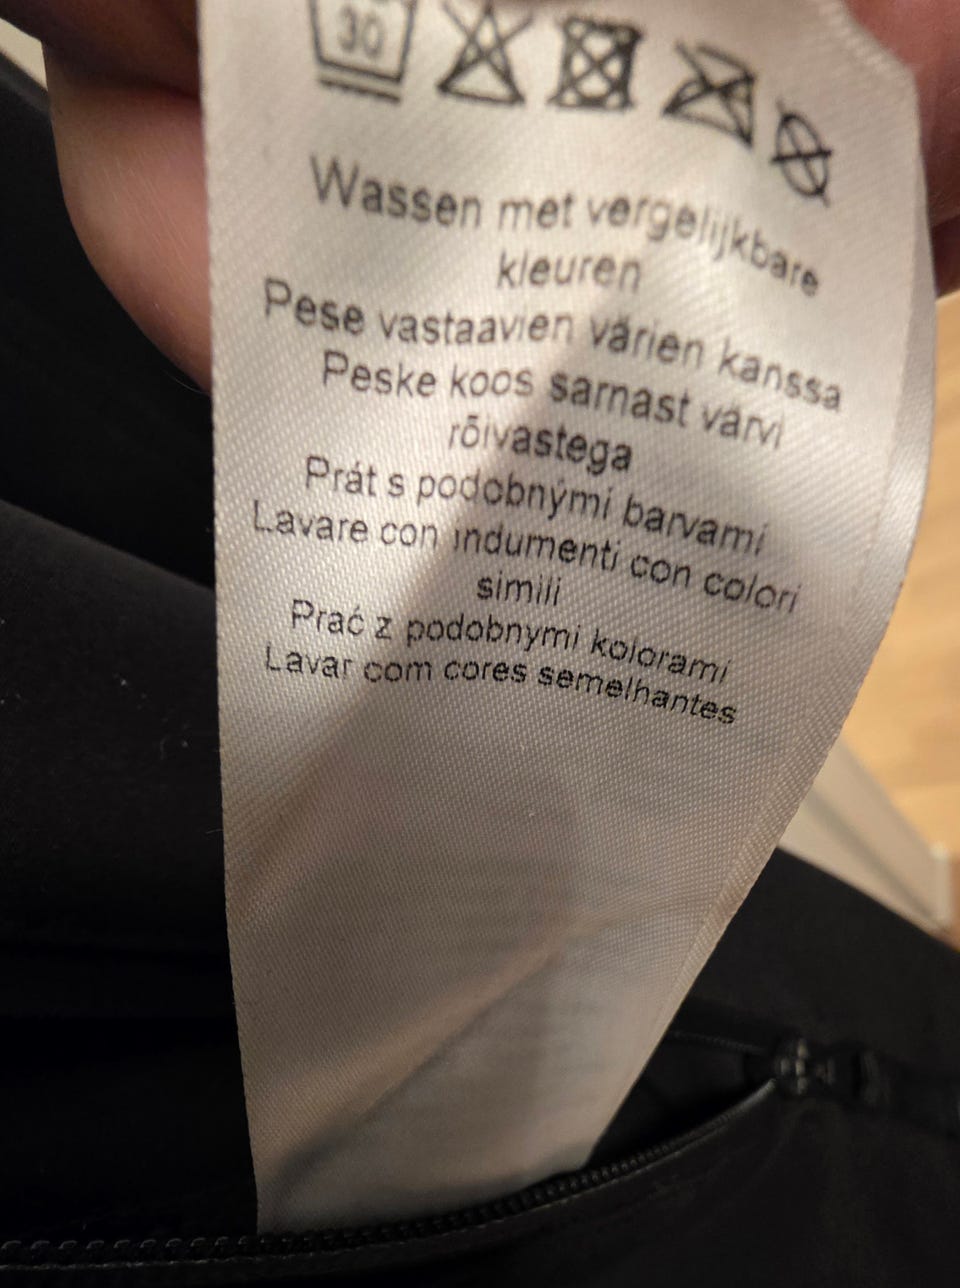 30
Wassen met vergelijkbare
kleuren
Pese vastaavien värien kanssa
Peske koos sarnast värvi
rõivastega
Prát s podobnými barvami
Lavare con indumenti con colori
simili
Prać z podobnymi kolorami
Lavar com cores semelhantes